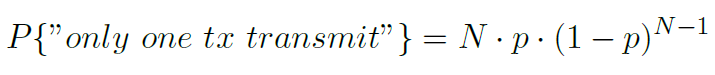 P{"only one tx transmit"} = N · p · (1 − p)^{N−1}